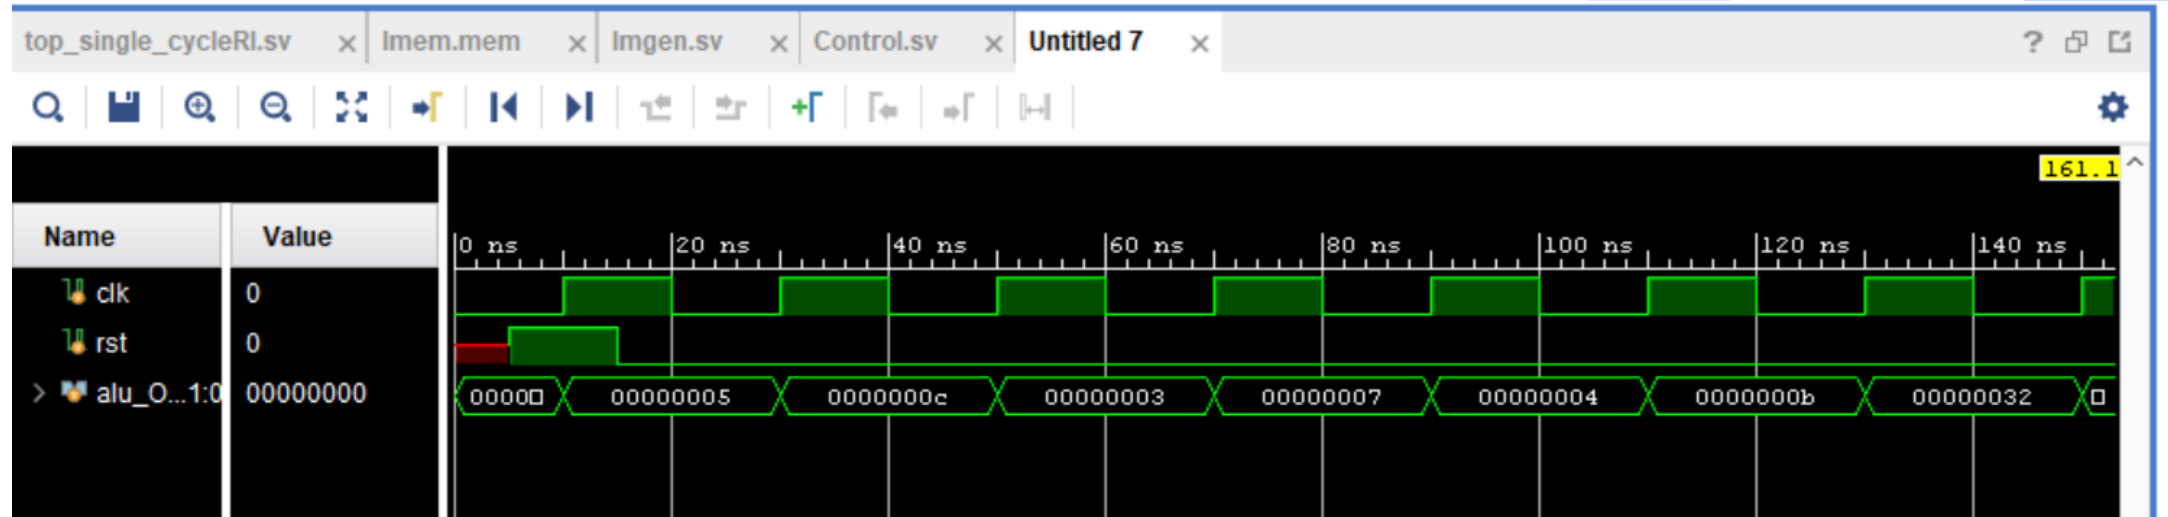 top_single_cycleRI.sv × Imem.mem × Imgen.sv × Control.sv × Untitled 7 × ?
161.1
Name Value
0 ns 20 ns 40 ns 60 ns 80 ns 100 ns 120 ns 140 ns
clk 0
rst 0
> alu_O...1:0 00000000 0000□ 00000005 0000000c 00000003 00000007 00000004 0000000b 00000032 □